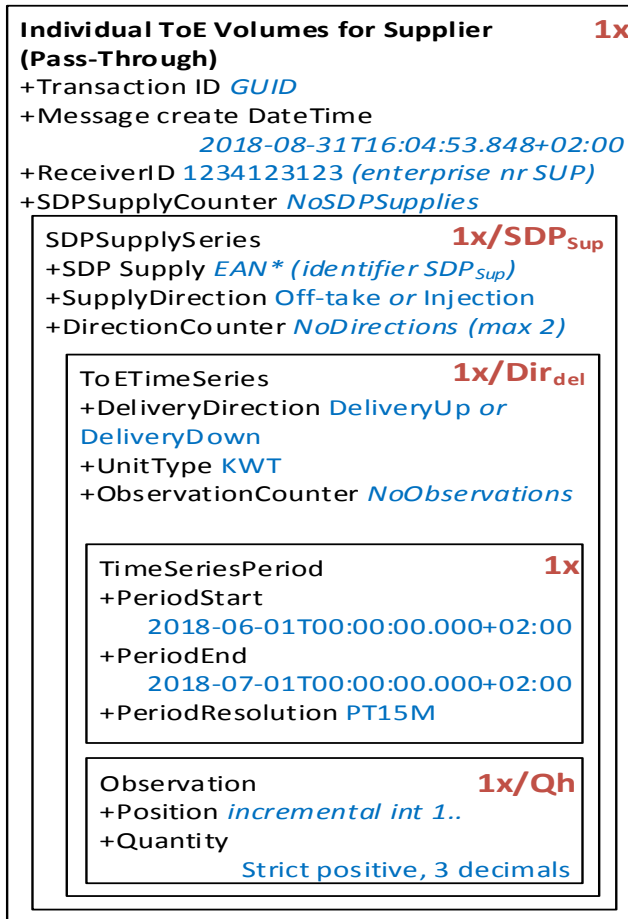 Individual ToE Volumes for Supplier 1x
(Pass-Through)
+Transaction ID GUID
+Message create DateTime
2018-08-31T16:04:53.848+02:00
+ReceiverID 1234123123 (enterprise nr SUP)
+SDPSupplyCounter NoSDPSupplies
SDPSupplySeries 1x/SDPSup
+SDP Supply EAN* (identifier SDPSup)
+SupplyDirection Off-take or Injection
+DirectionCounter NoDirections (max 2)
ToETimeSeries 1x/Dirdel
+DeliveryDirection DeliveryUp or
DeliveryDown
+UnitType KWT
+ObservationCounter NoObservations
TimeSeriesPeriod 1x
+PeriodStart
2018-06-01T00:00:00.000+02:00
+PeriodEnd
2018-07-01T00:00:00.000+02:00
+PeriodResolution PT15M
Observation 1x/Qh
+Position incremental int 1..
+Quantity
Strict positive, 3 decimals